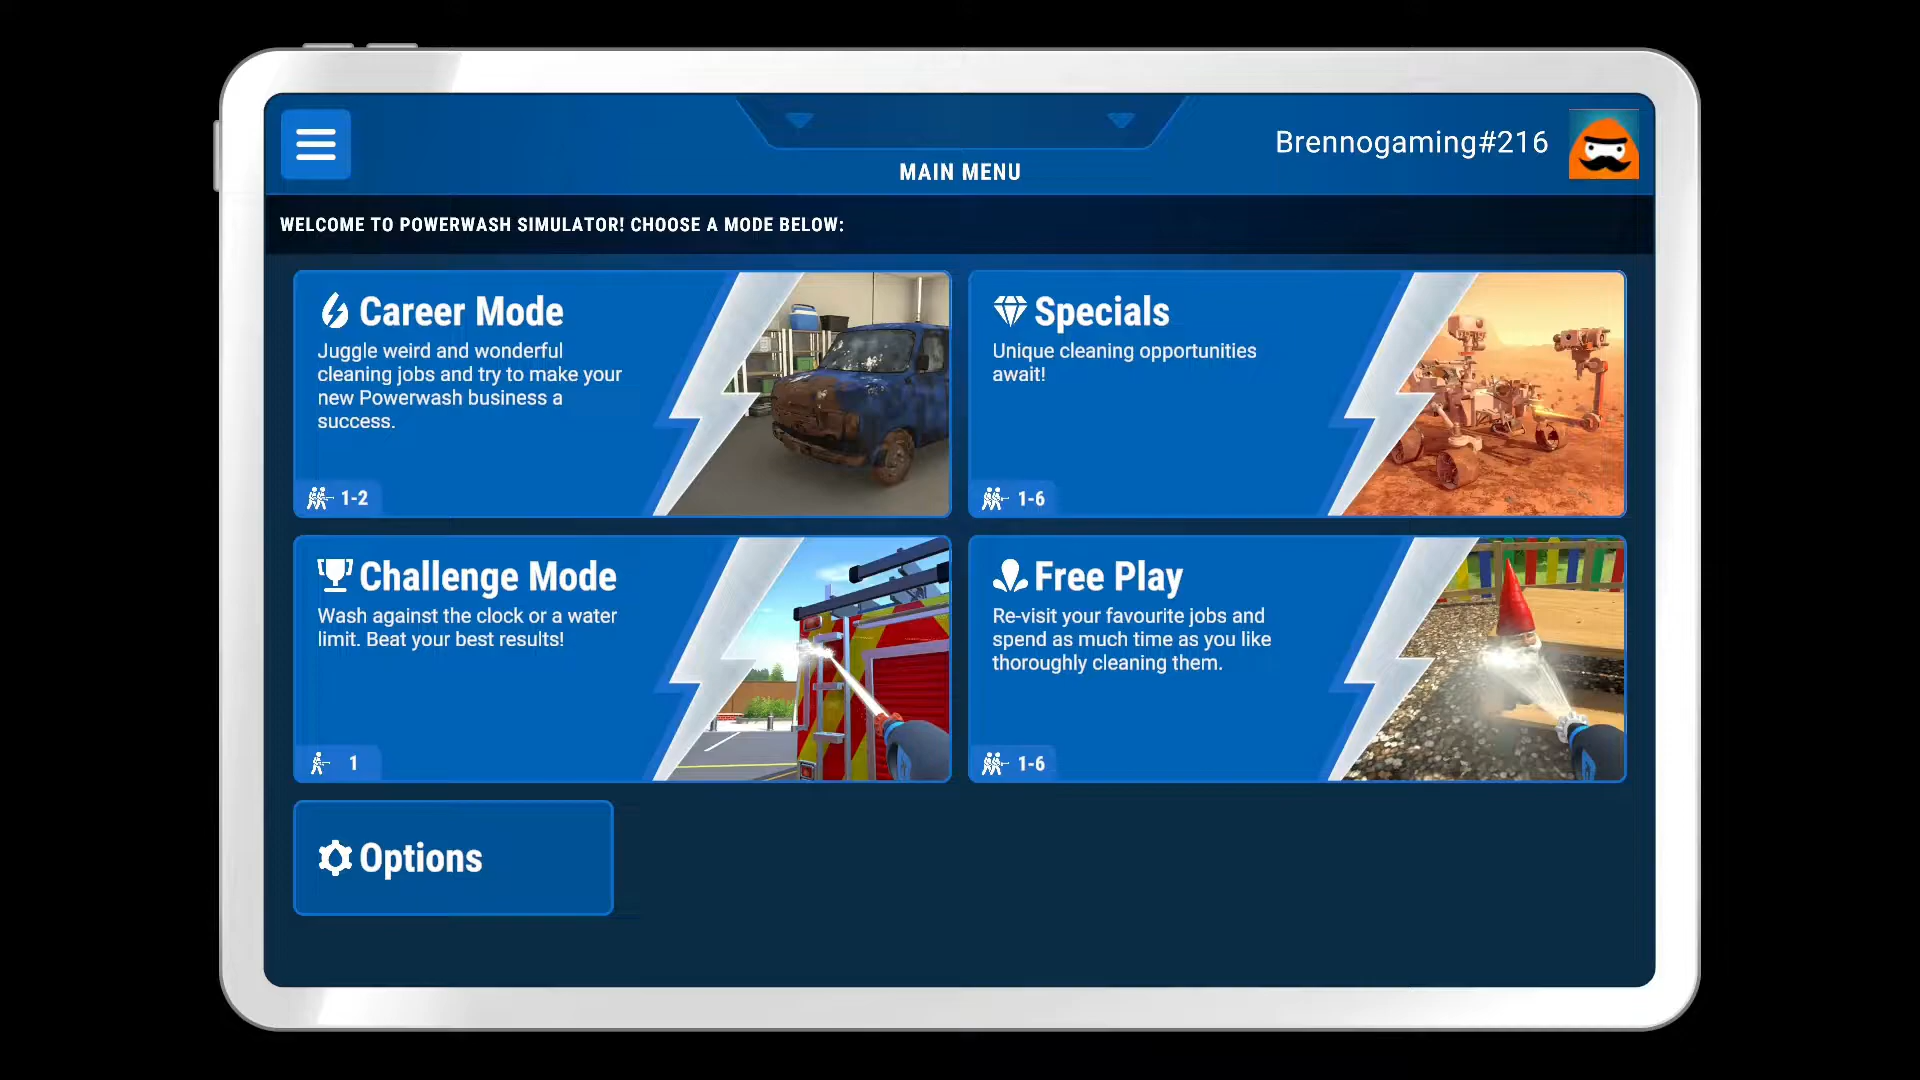 Brennogaming#216
MAIN MENU
WELCOME TO POWERWASH SIMULATOR! CHOOSE A MODE BELOW:
Career Mode
Juggle weird and wonderful
cleaning jobs and try to make your
new Powerwash business a
success.
1-2
Specials
Unique cleaning opportunities
await!
1-6
Challenge Mode
Wash against the clock or a water
limit. Beat your best results!
1
Free Play
Re-visit your favourite jobs and
spend as much time as you like
thoroughly cleaning them.
1-6
Options